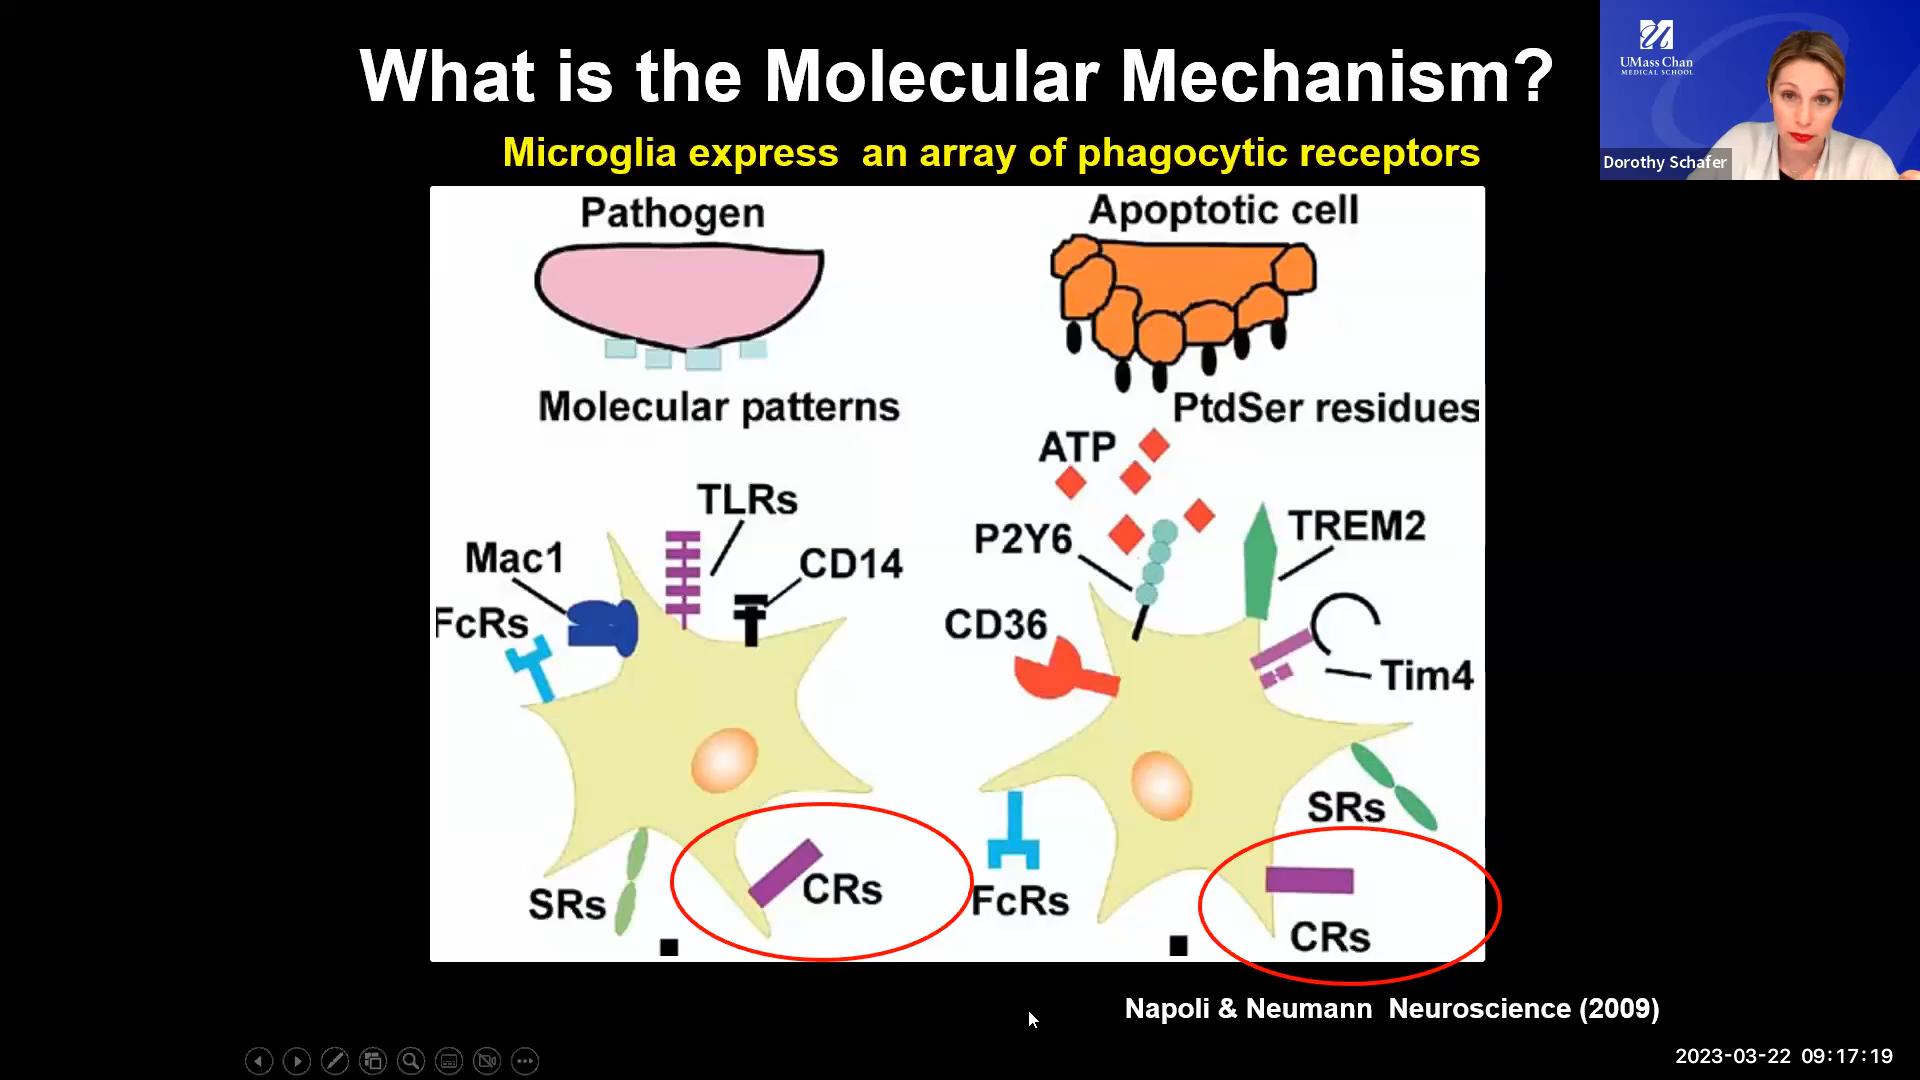 What is the Molecular Mechanism?
Microglia express an array of phagocytic receptors
UMass Chan
MEDICAL SCHOOL
Dorothy Schafer
Pathogen
Apoptotic cell
Molecular patterns
PtdSer residues
ATP
TLRs
Mac1
CD14
FcRs
P2Y6
TREM2
CD36
Tim4
SRs
CRs
SRs
FcRs
CRs
Napoli & Neumann Neuroscience (2009)
2023-03-22 09:17:19